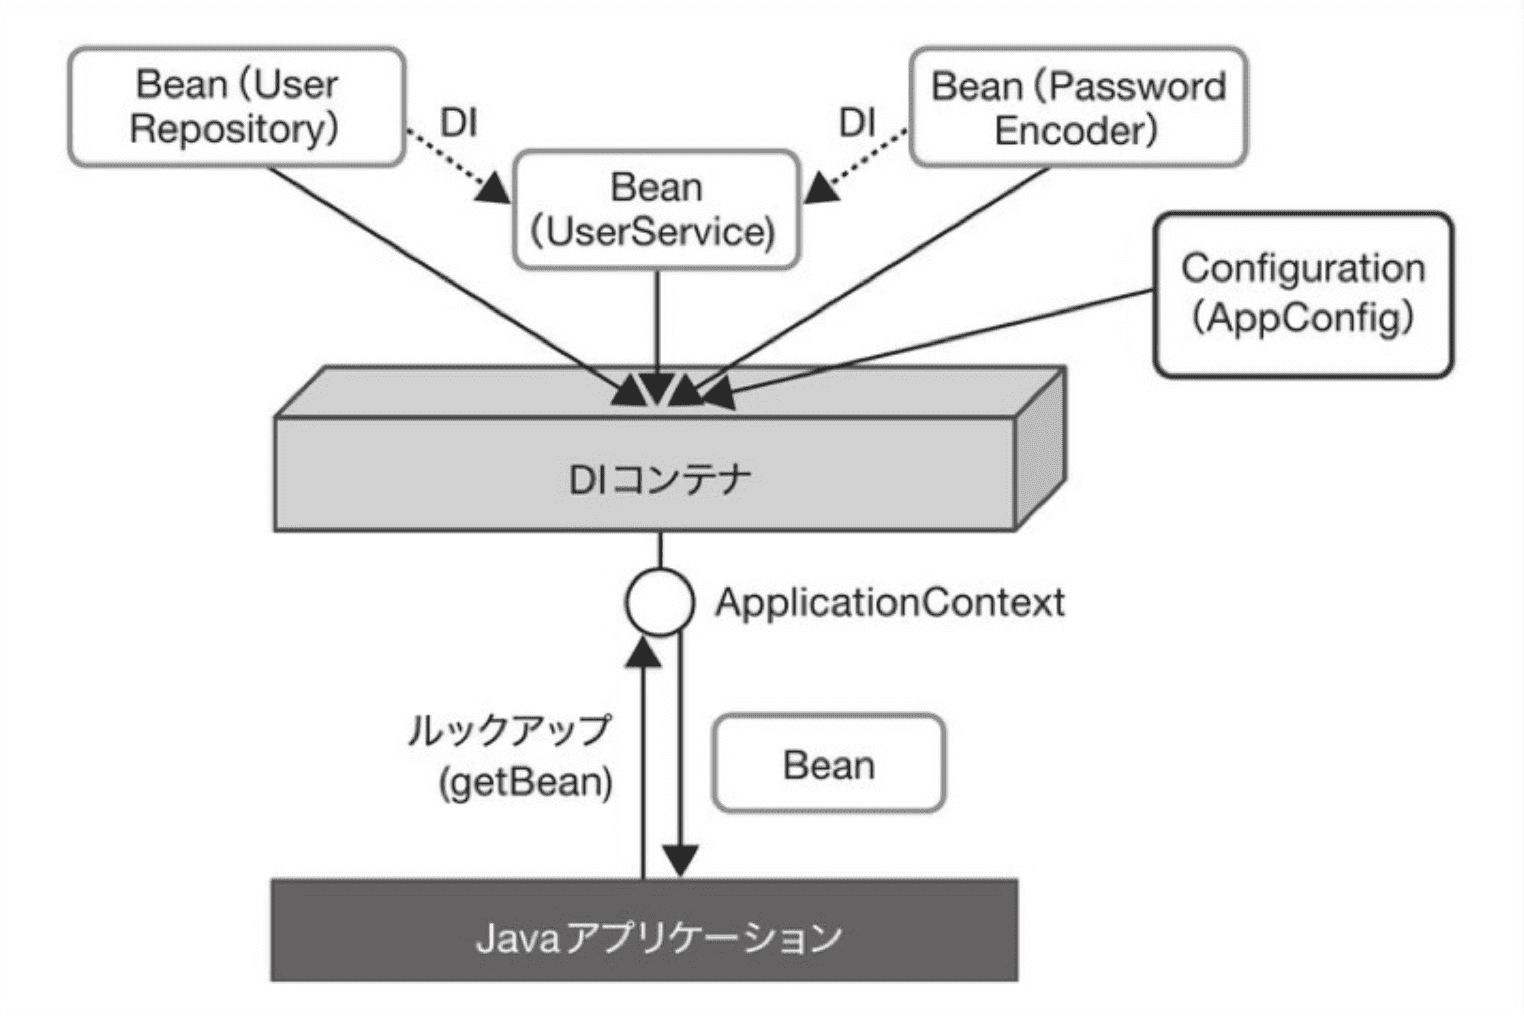 Bean（User
Repository）
DI
DI
Bean（Password
Encoder）
Bean
（UserService）
Configuration
（AppConfig）
DIコンテナ
ApplicationContext
ルックアップ
(getBean)
Bean
Javaアプリケーション